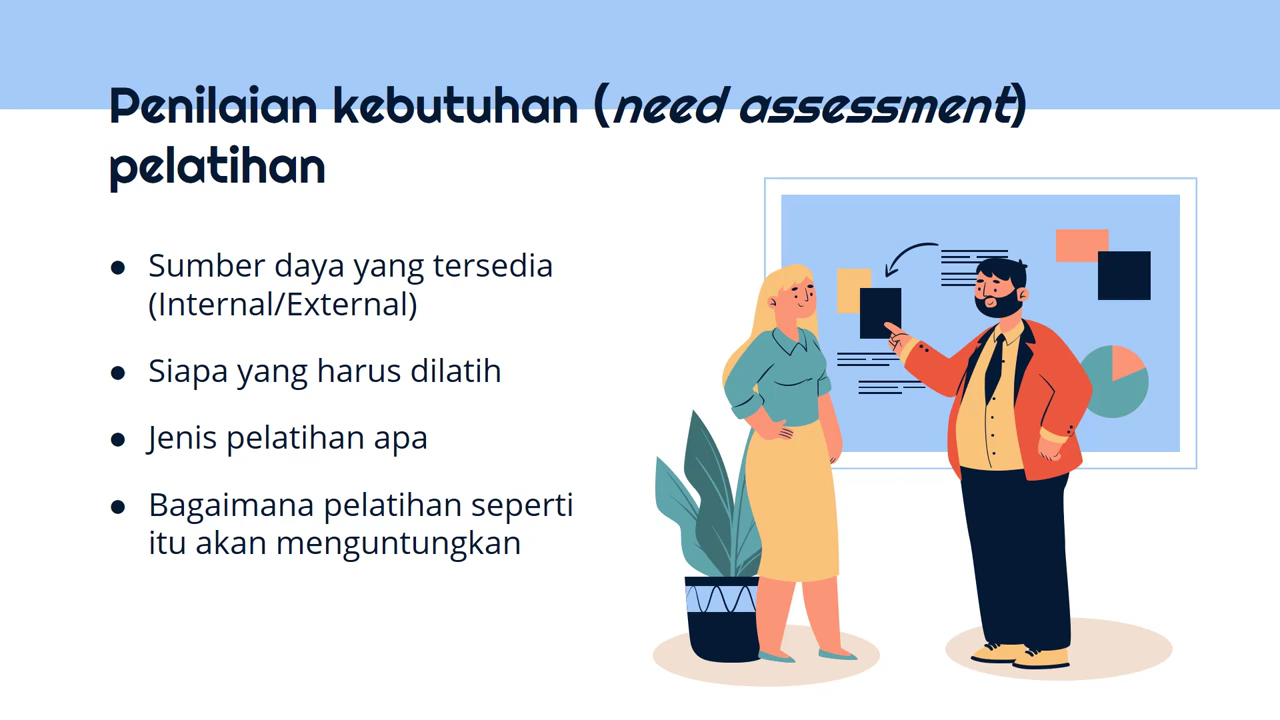 Penilaian kebutuhan (need assessment)
pelatihan
● Sumber daya yang tersedia
(Internal/External)
● Siapa yang harus dilatih
● Jenis pelatihan apa
● Bagaimana pelatihan seperti
itu akan menguntungkan